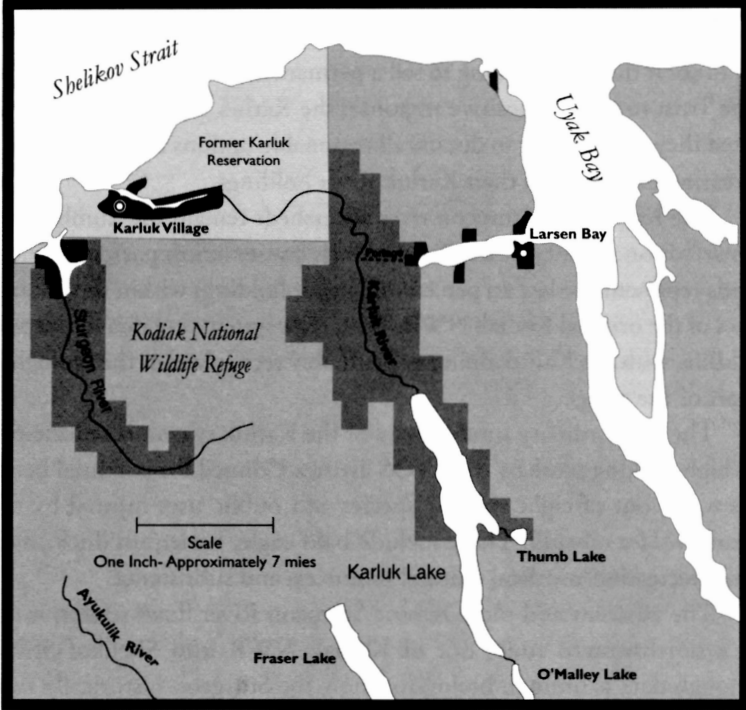 Shelikov Strait
Uyak Bay
Former Karluk
Reservation
Karluk Village
Larsen Bay
Karluk River
Sturgeon River
Kodiak National
Wildlife Refuge
Scale
One Inch- Approximately 7 mies
Karluk Lake
Thumb Lake
Ayukulik River
Fraser Lake
O'Malley Lake